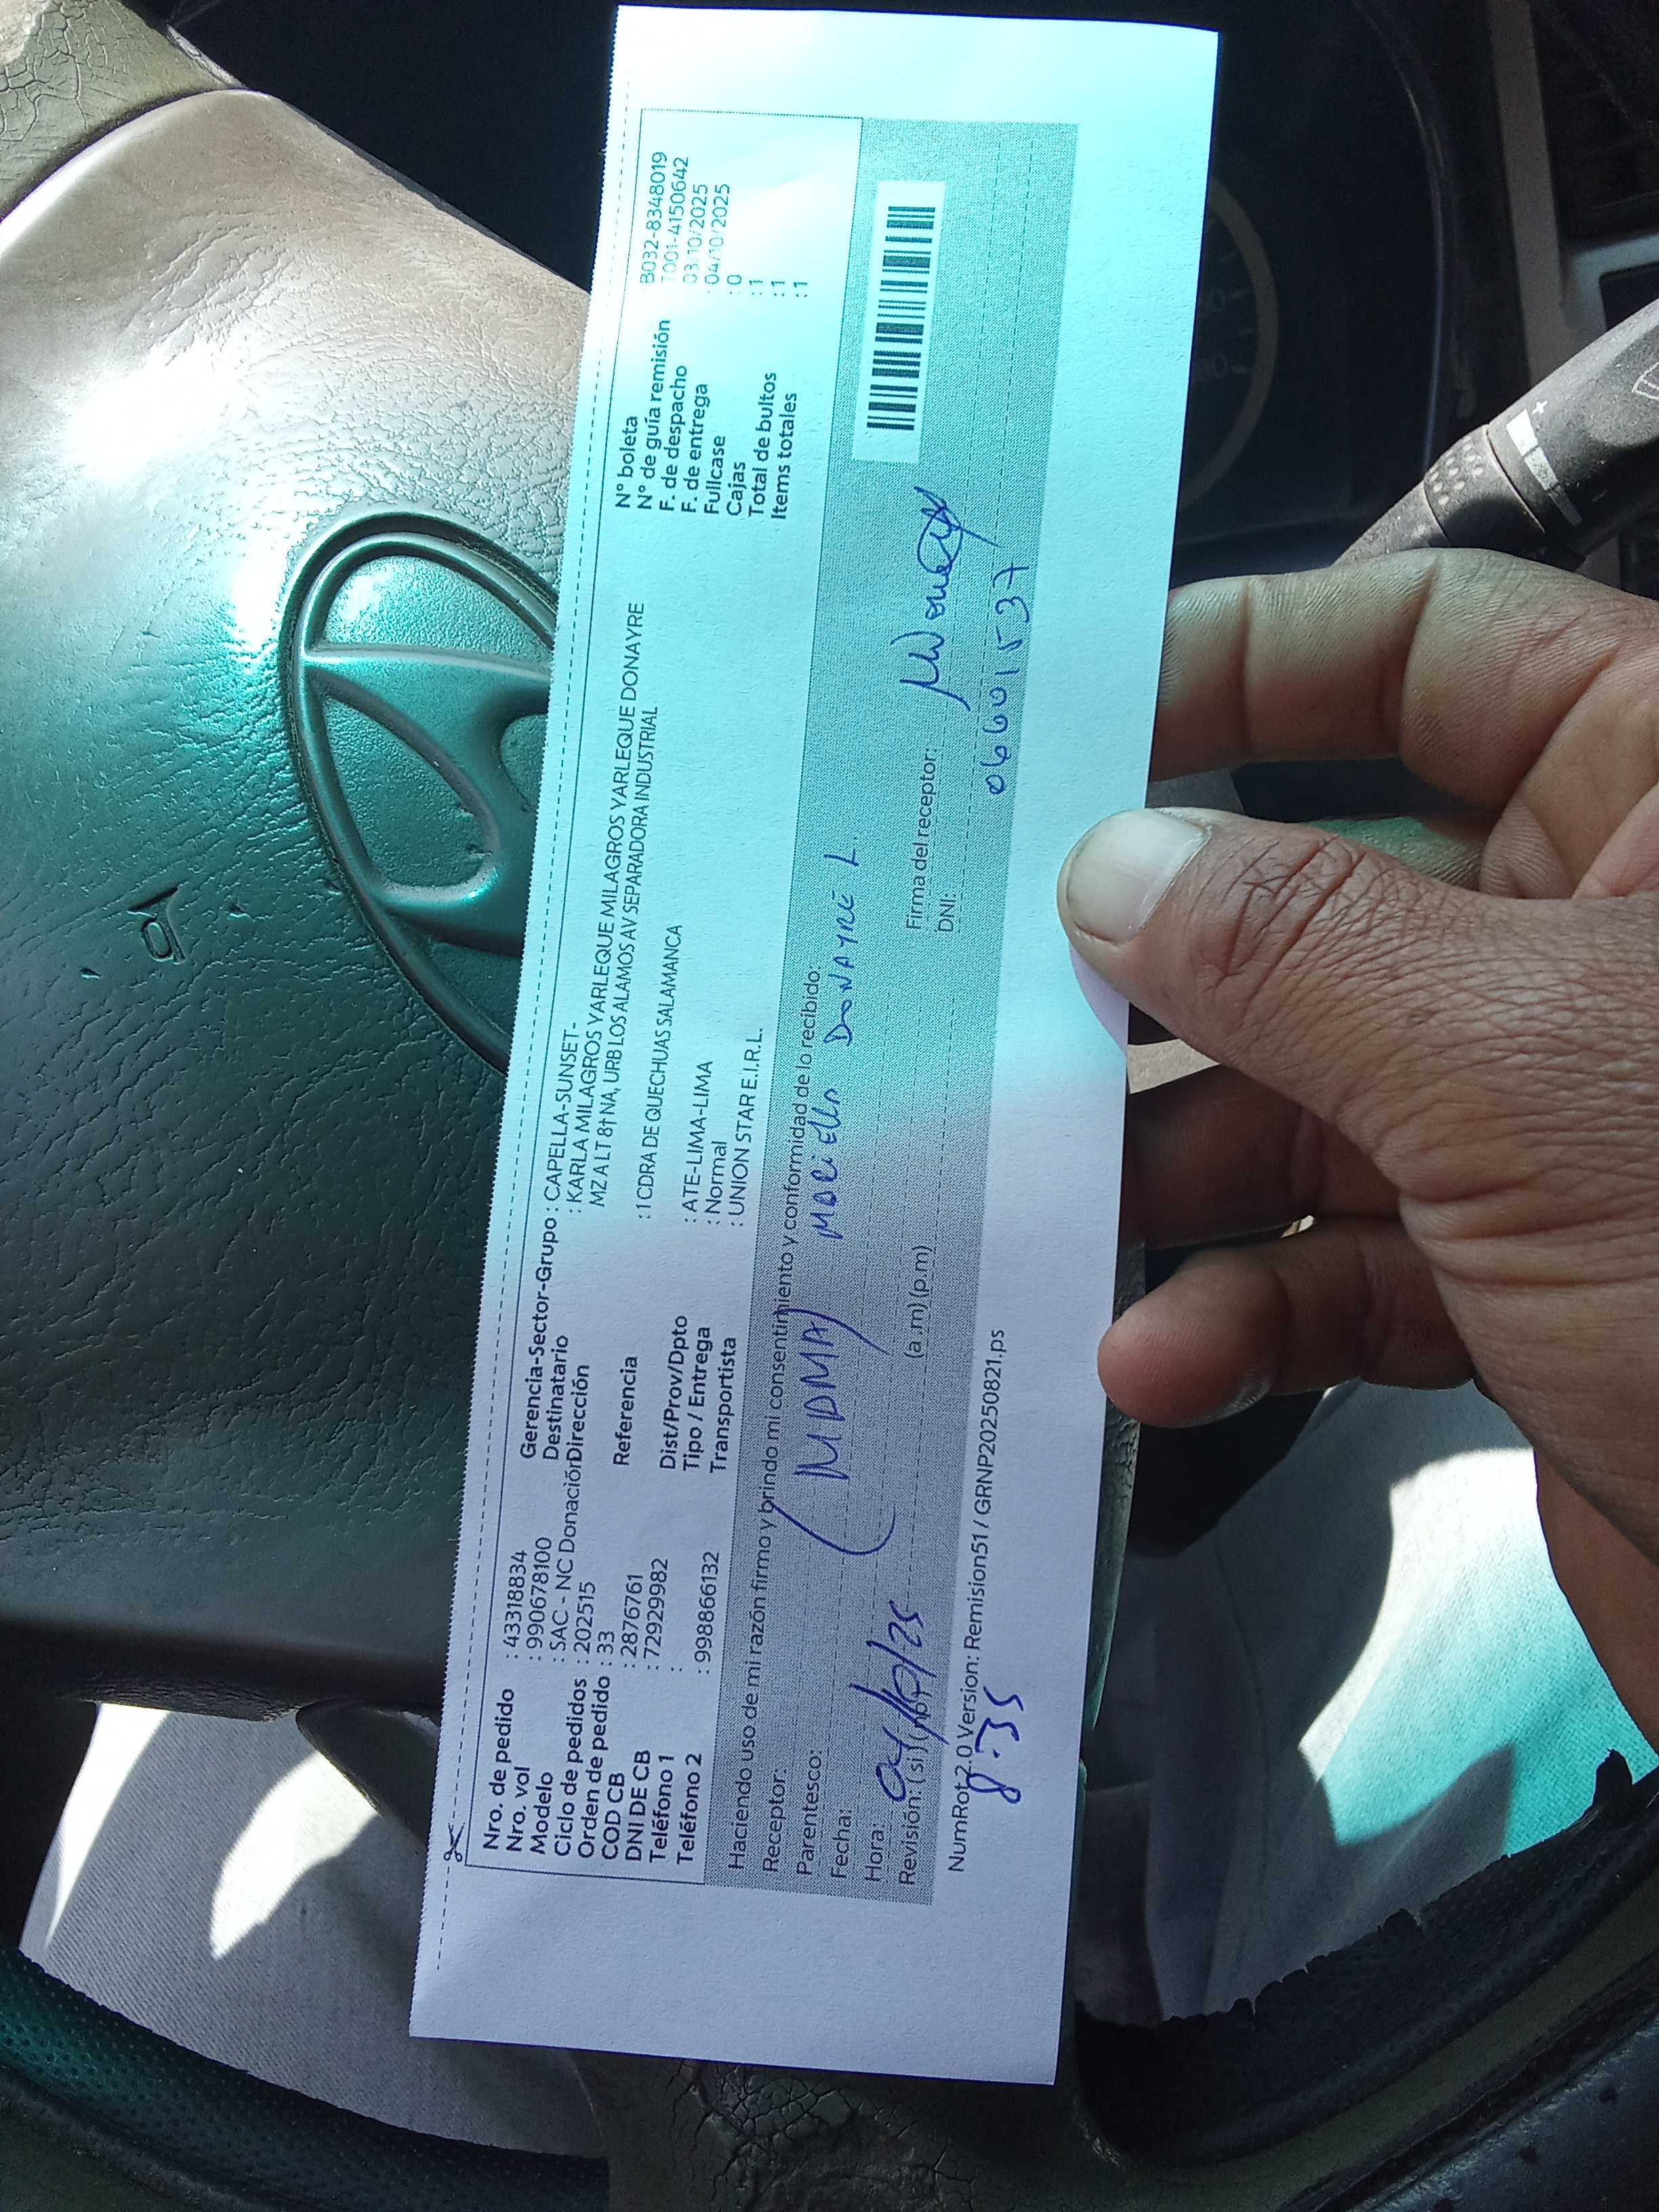 Nro. de pedido : 43318834
Nro. vol : 990678100
Modelo : SAC - NC Donación
Ciclo de pedidos : 202515
Orden de pedido : 33
COD CB : 2876761
DNI DE CB : 72929982
Teléfono 1 :
Teléfono 2 : 998866132
Gerencia-Sector-Grupo : CAPELLA-SUNSET-
Destinatario : KARLA MILAGROS YARLEQUE MILAGROS YARLEQUE DONAYRE
Dirección MZ A LT 8† NA, URB LOS ALAMOS AV SEPARADORA INDUSTRIAL
Referencia : 1 CDRA DE QUECHUAS SALAMANCA
Dist/Prov/Dpto : ATE-LIMA-LIMA
Tipo / Entrega : Normal
Transportista : UNION STAR E.I.R.L.
N° boleta B032-8348019
N° de guía remisión T001-4150642
F. de despacho 03/10/2025
F. de entrega 04/10/2025
Fullcase : 0
Cajas : 1
Total de bultos : 1
Items totales : 1
Haciendo uso de mi razón firmo y brindo mi consentimiento y conformidad de lo recibido:
Receptor: MARIELLA DONAYRE L.
Parentesco: (MAMA)
Fecha: 04/10/25
Hora: (a.m) (p.m)
8:35
Revisión: (si) (no)
Firma del receptor:
DNI: 06601537
NumRot 2.0 Version: Remision51 / GRNP20250821.ps